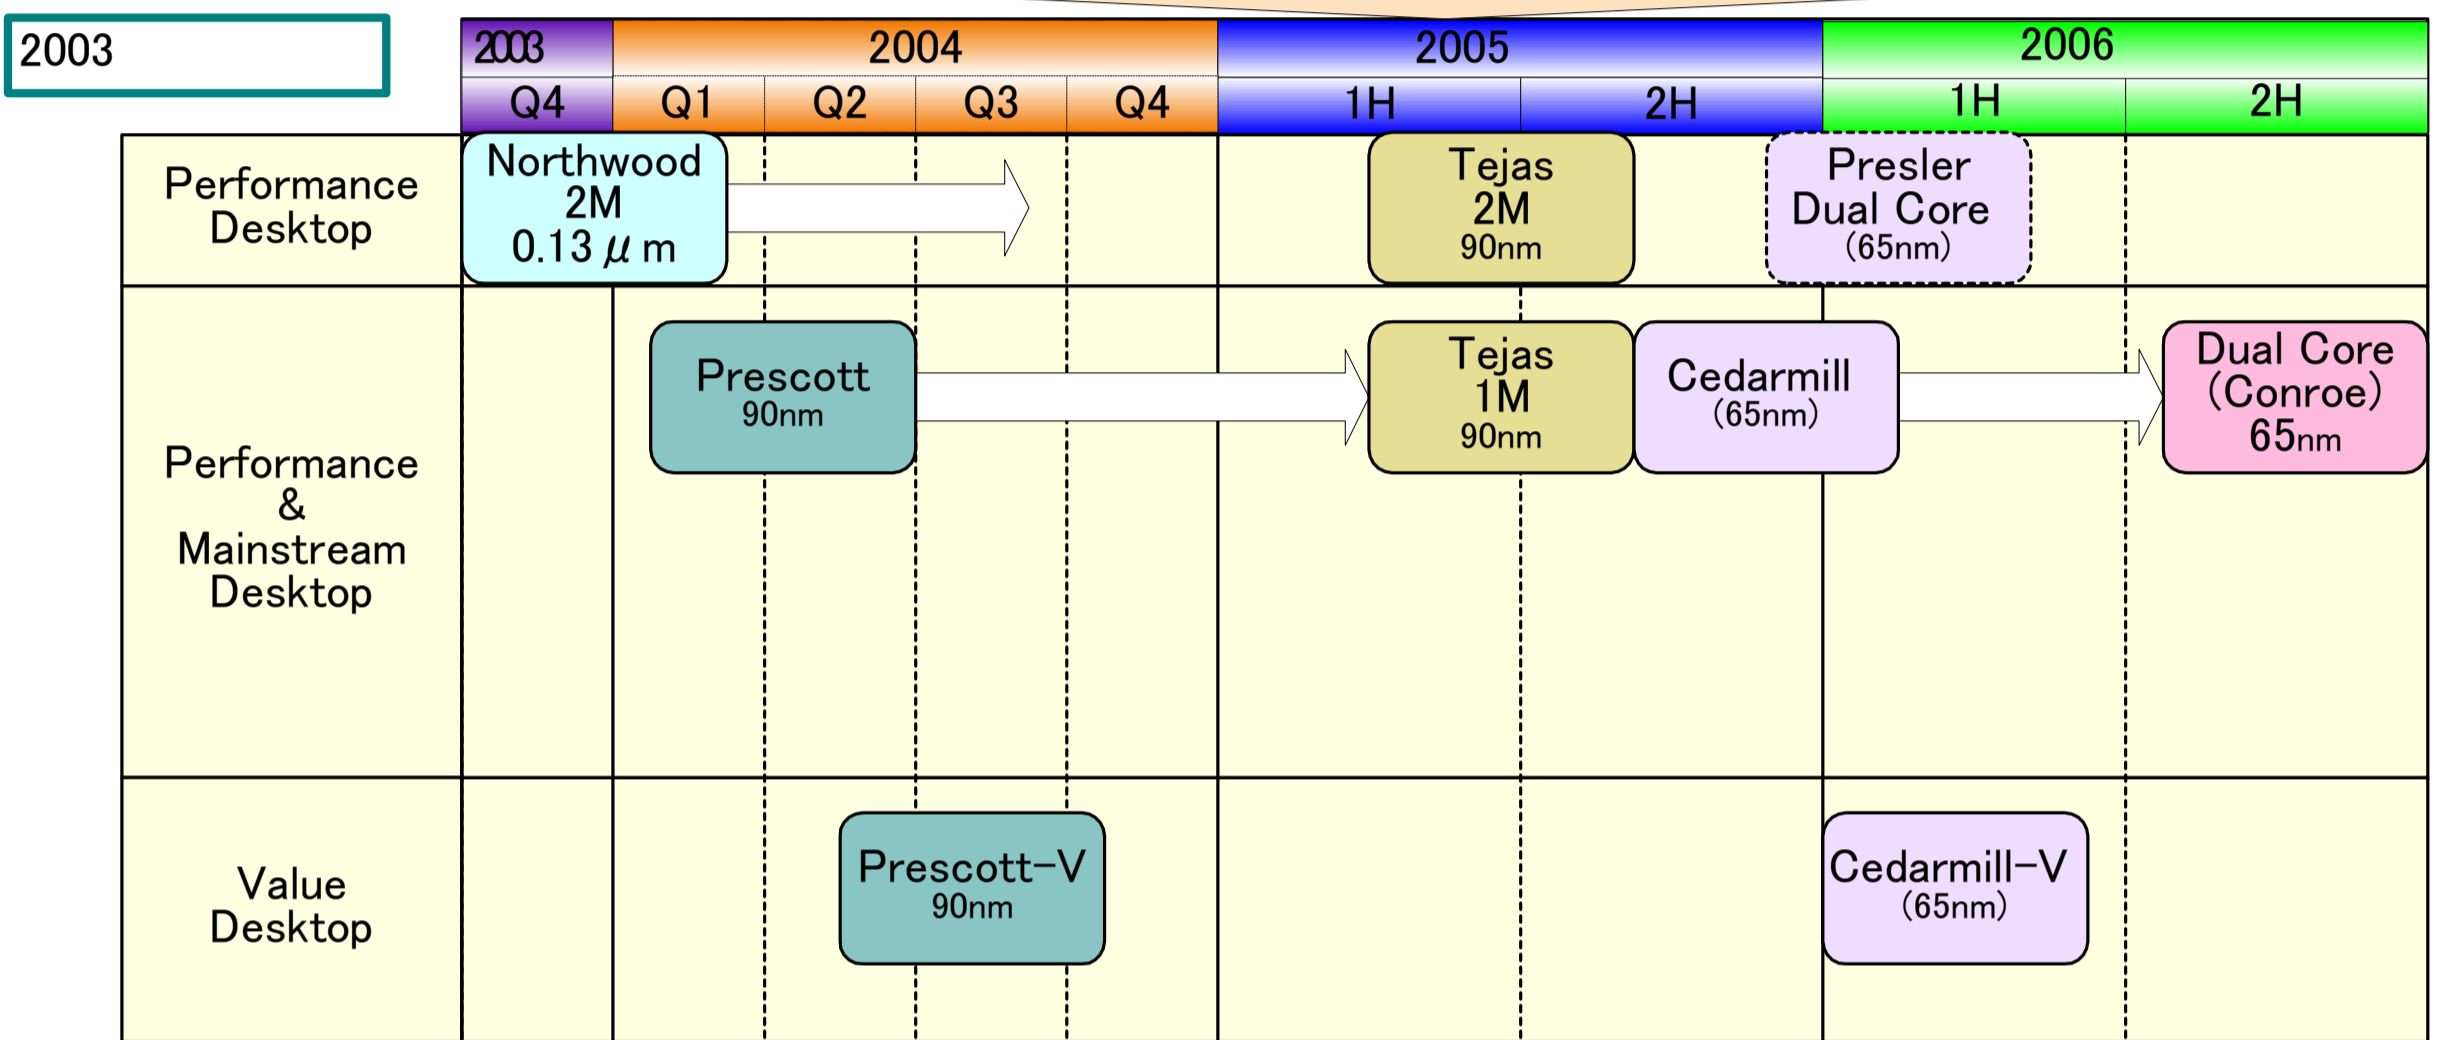 2003
2003
2004
2005
2006
Q4
Q1
Q2
Q3
Q4
1H
2H
1H
2H
Performance
Desktop
Northwood
2M
0.13μm
Tejas
2M
90nm
Presler
Dual Core
(65nm)
Performance
&
Mainstream
Desktop
Prescott
90nm
Tejas
1M
90nm
Cedarmill
(65nm)
Dual Core
(Conroe)
65nm
Value
Desktop
Prescott-V
90nm
Cedarmill-V
(65nm)